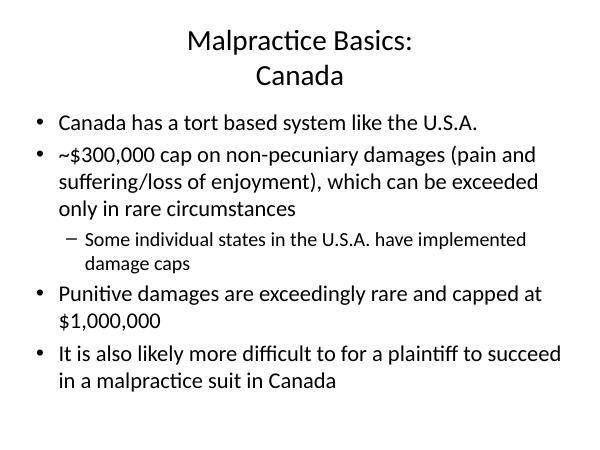 Malpractice Basics:
Canada
• Canada has a tort based system like the U.S.A.
• ~$300,000 cap on non-pecuniary damages (pain and
suffering/loss of enjoyment), which can be exceeded
only in rare circumstances
– Some individual states in the U.S.A. have implemented
damage caps
• Punitive damages are exceedingly rare and capped at
$1,000,000
• It is also likely more difficult to for a plaintiff to succeed
in a malpractice suit in Canada